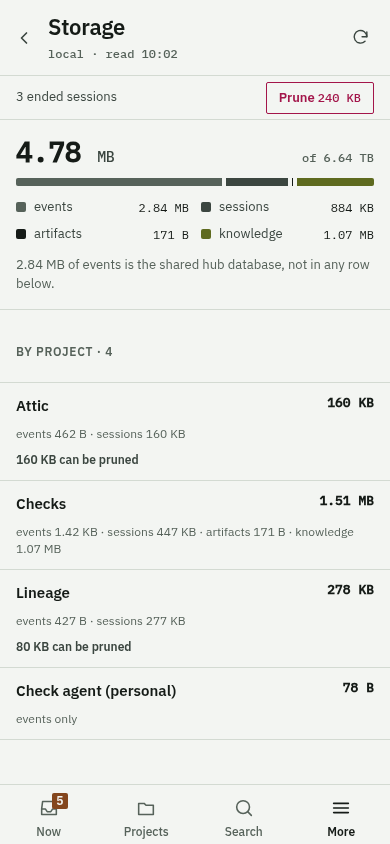 Storage
local · read 10:02
3 ended sessions
Prune 240 KB
4.78 MB
of 6.64 TB
events 2.84 MB
sessions 884 KB
artifacts 171 B
knowledge 1.07 MB
2.84 MB of events is the shared hub database, not in any row
below.
BY PROJECT · 4
Attic 160 KB
events 462 B · sessions 160 KB
160 KB can be pruned
Checks 1.51 MB
events 1.42 KB · sessions 447 KB · artifacts 171 B · knowledge
1.07 MB
Lineage 278 KB
events 427 B · sessions 277 KB
80 KB can be pruned
Check agent (personal) 78 B
events only
5
Now
Projects
Search
More